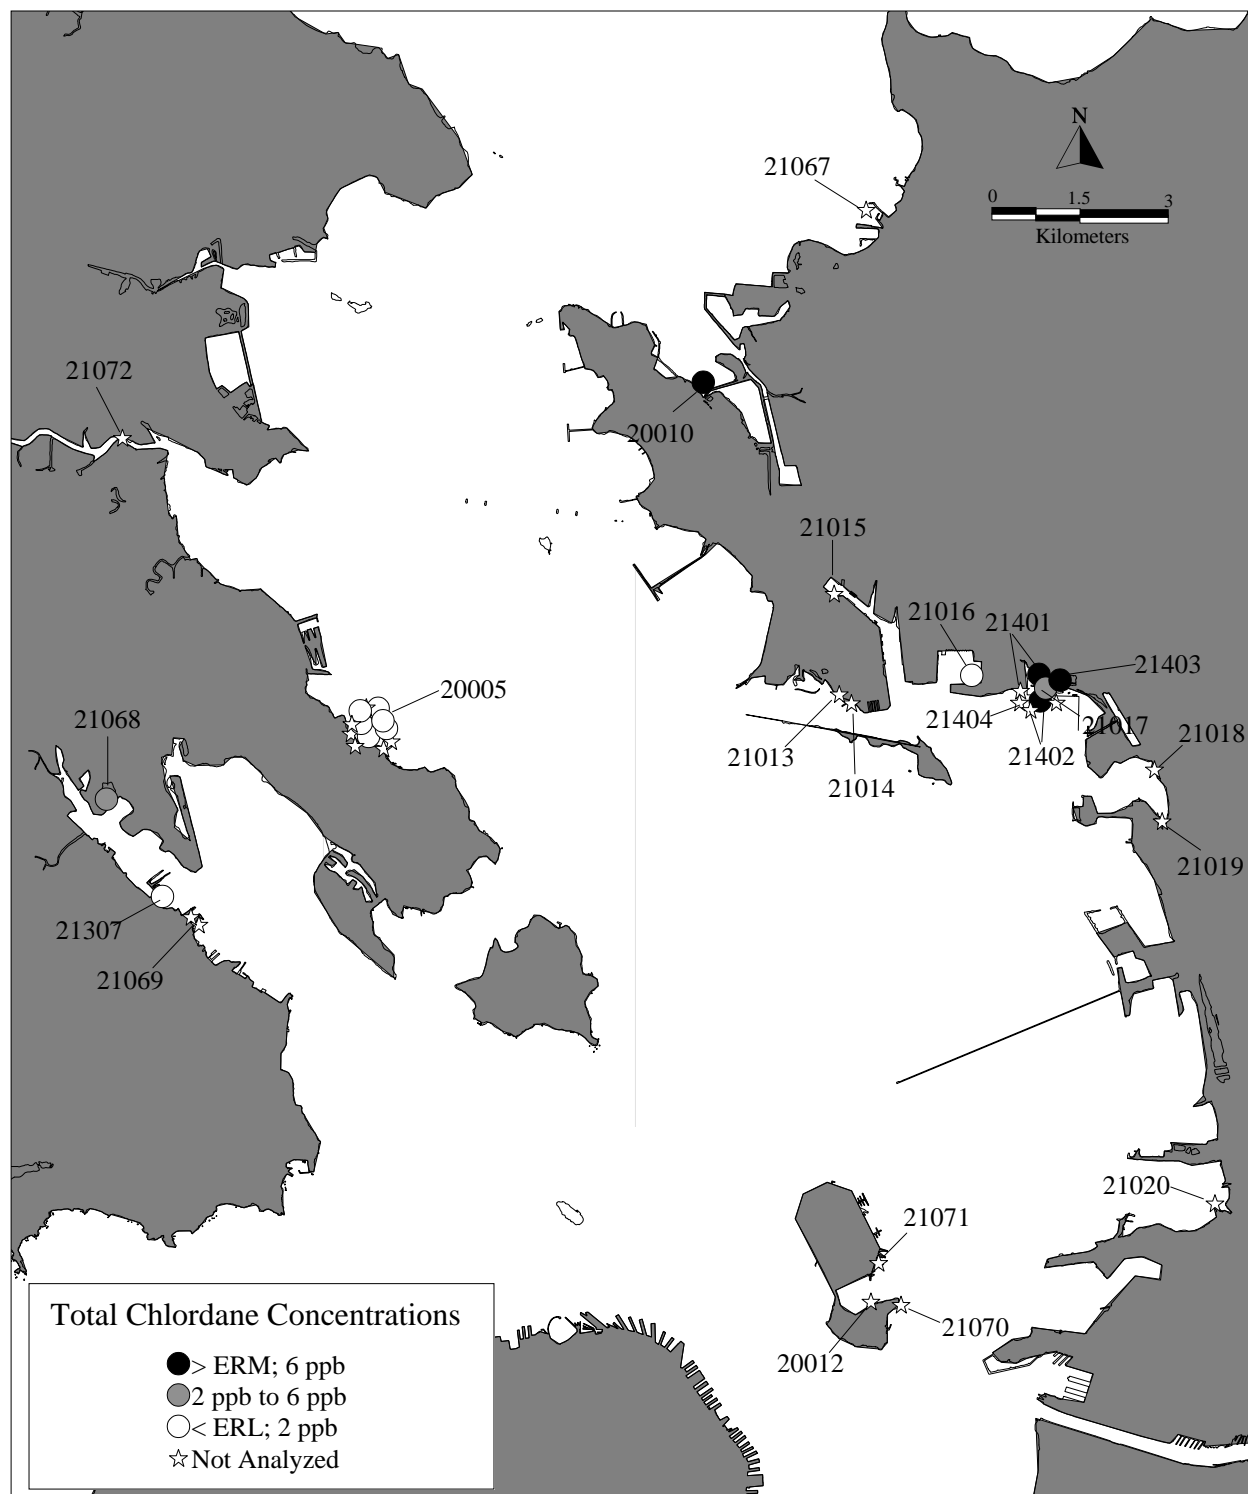 N
21067
0 1.5 3
Kilometers
21072
20010
21015
21016
21401
21403
20005
21068
21404
21017
21402
21018
21013
21014
21019
21307
21069
21020
21071
21070
20012
Total Chlordane Concentrations
> ERM; 6 ppb
2 ppb to 6 ppb
< ERL; 2 ppb
Not Analyzed